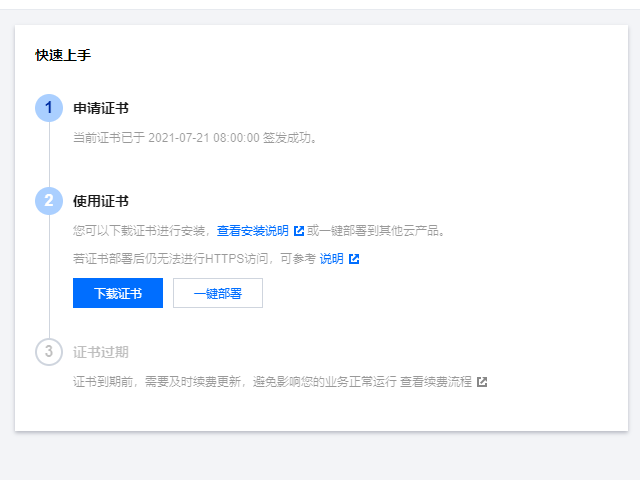 快速上手
1 申请证书
当前证书已于 2021-07-21 08:00:00 签发成功。
2 使用证书
您可以下载证书进行安装，查看安装说明 或一键部署到其他云产品。
若证书部署后仍无法进行HTTPS访问，可参考 说明
下载证书 一键部署
3 证书过期
证书到期前，需要及时续费更新，避免影响您的业务正常运行 查看续费流程